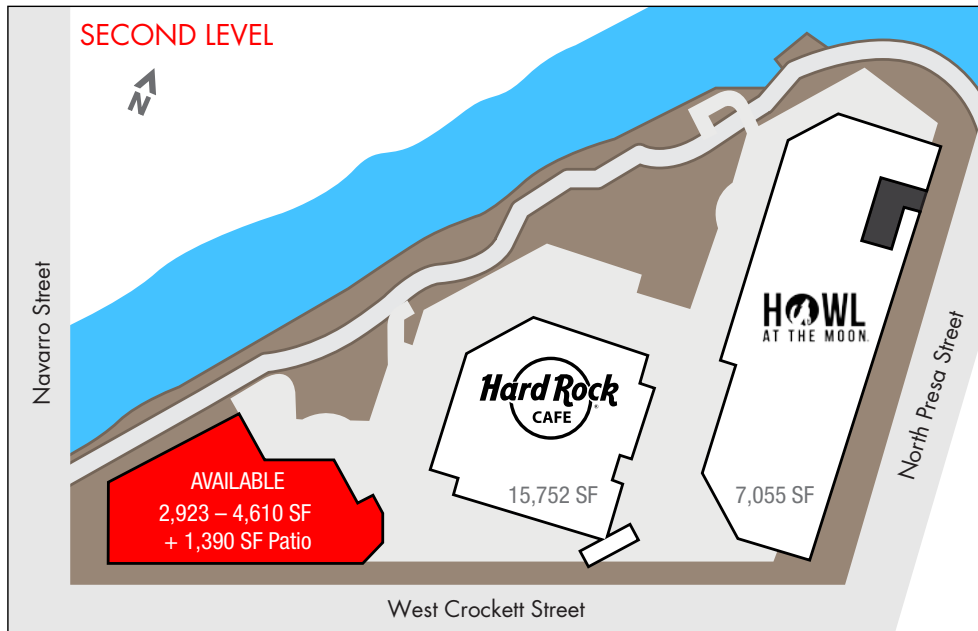 SECOND LEVEL
N
Navarro Street
HOWL
AT THE MOON
Hard Rock
CAFE
North Presa Street
AVAILABLE
2,923 – 4,610 SF
+ 1,390 SF Patio
15,752 SF
7,055 SF
West Crockett Street